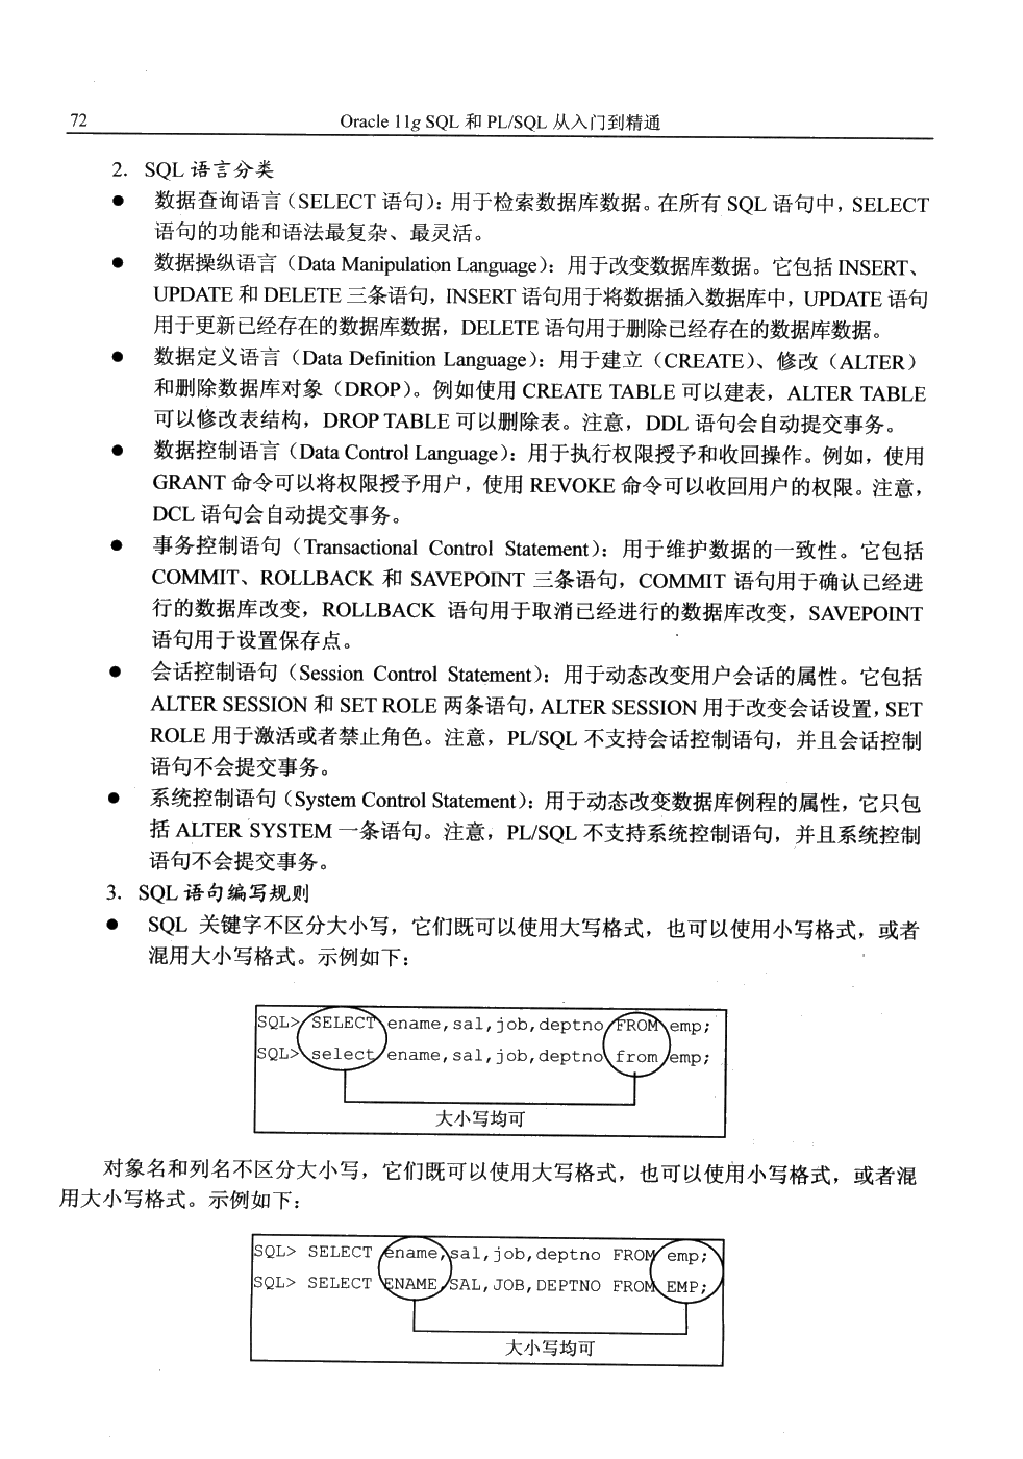 72
Oracle 11g SQL 和 PL/SQL 从入门到精通
2. SQL 语言分类
● 数据查询语言（SELECT 语句）：用于检索数据库数据。在所有 SQL 语句中，SELECT
语句的功能和语法最复杂、最灵活。
● 数据操纵语言（Data Manipulation Language）：用于改变数据库数据。它包括 INSERT、
UPDATE 和 DELETE 三条语句，INSERT 语句用于将数据插入数据库中，UPDATE 语句
用于更新已经存在的数据库数据，DELETE 语句用于删除已经存在的数据库数据。
● 数据定义语言（Data Definition Language）：用于建立（CREATE）、修改（ALTER）
和删除数据库对象（DROP）。例如使用 CREATE TABLE 可以建表，ALTER TABLE
可以修改表结构，DROP TABLE 可以删除表。注意，DDL 语句会自动提交事务。
● 数据控制语言（Data Control Language）：用于执行权限授予和收回操作。例如，使用
GRANT 命令可以将权限授予用户，使用 REVOKE 命令可以收回用户的权限。注意，
DCL 语句会自动提交事务。
● 事务控制语句（Transactional Control Statement）：用于维护数据的一致性。它包括
COMMIT、ROLLBACK 和 SAVEPOINT 三条语句，COMMIT 语句用于确认已经进
行的数据库改变，ROLLBACK 语句用于取消已经进行的数据库改变，SAVEPOINT
语句用于设置保存点。
● 会话控制语句（Session Control Statement）：用于动态改变用户会话的属性。它包括
ALTER SESSION 和 SET ROLE 两条语句，ALTER SESSION 用于改变会话设置，SET
ROLE 用于激活或者禁止角色。注意，PL/SQL 不支持会话控制语句，并且会话控制
语句不会提交事务。
● 系统控制语句（System Control Statement）：用于动态改变数据库例程的属性，它只包
括 ALTER SYSTEM 一条语句。注意，PL/SQL 不支持系统控制语句，并且系统控制
语句不会提交事务。
3. SQL 语句编写规则
● SQL 关键字不区分大小写，它们既可以使用大写格式，也可以使用小写格式，或者
混用大小写格式。示例如下：
SQL> SELECT ename,sal,job,deptno FROM emp;
SQL> select ename,sal,job,deptno from emp;
大小写均可
对象名和列名不区分大小写，它们既可以使用大写格式，也可以使用小写格式，或者混
用大小写格式。示例如下：
SQL> SELECT ename,sal,job,deptno FROM emp;
SQL> SELECT ENAME,SAL,JOB,DEPTNO FROM EMP;
大小写均可